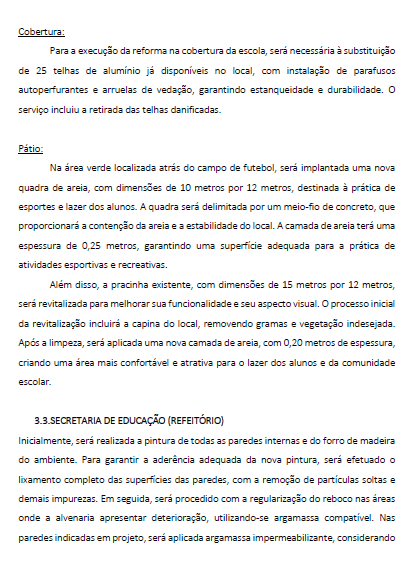 Cobertura:
Para a execução da reforma na cobertura da escola, será necessária à substituição
de 25 telhas de alumínio já disponíveis no local, com instalação de parafusos
autoperfurantes e arruelas de vedação, garantindo estanqueidade e durabilidade. O
serviço incluiu a retirada das telhas danificadas.
Pátio:
Na área verde localizada atrás do campo de futebol, será implantada uma nova
quadra de areia, com dimensões de 10 metros por 12 metros, destinada à prática de
esportes e lazer dos alunos. A quadra será delimitada por um meio-fio de concreto, que
proporcionará a contenção da areia e a estabilidade do local. A camada de areia terá uma
espessura de 0,25 metros, garantindo uma superfície adequada para a prática de
atividades esportivas e recreativas.
Além disso, a pracinha existente, com dimensões de 15 metros por 12 metros,
será revitalizada para melhorar sua funcionalidade e seu aspecto visual. O processo inicial
da revitalização incluirá a capina do local, removendo gramas e vegetação indesejada.
Após a limpeza, será aplicada uma nova camada de areia, com 0,20 metros de espessura,
criando uma área mais confortável e atrativa para o lazer dos alunos e da comunidade
escolar.
3.3.SECRETARIA DE EDUCAÇÃO (REFEITÓRIO)
Inicialmente, será realizada a pintura de todas as paredes internas e do forro de madeira
do ambiente. Para garantir a aderência adequada da nova pintura, será efetuado o
lixamento completo das superfícies das paredes, com a remoção de partículas soltas e
demais impurezas. Em seguida, será procedido com a regularização do reboco nas áreas
onde a alvenaria apresentar deterioração, utilizando-se argamassa compatível. Nas
paredes indicadas em projeto, será aplicada argamassa impermeabilizante, considerando